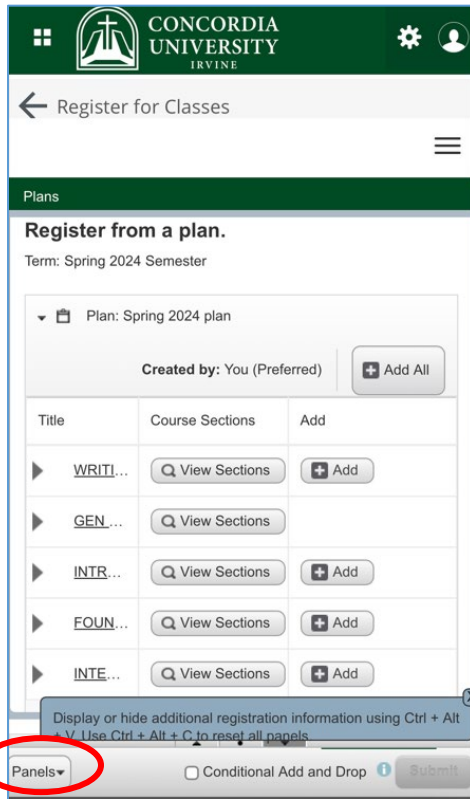 CONCORDIA
UNIVERSITY
IRVINE
Register for Classes
Plans
Register from a plan.
Term: Spring 2024 Semester
Plan: Spring 2024 plan
Created by: You (Preferred) Add All
Title Course Sections Add
WRITI... View Sections Add
GEN ... View Sections
INTR... View Sections Add
FOUN... View Sections Add
INTE... View Sections Add
Display or hide additional registration information using Ctrl + Alt
+ V. Use Ctrl + Alt + C to reset all panels.
Panels Conditional Add and Drop Submit